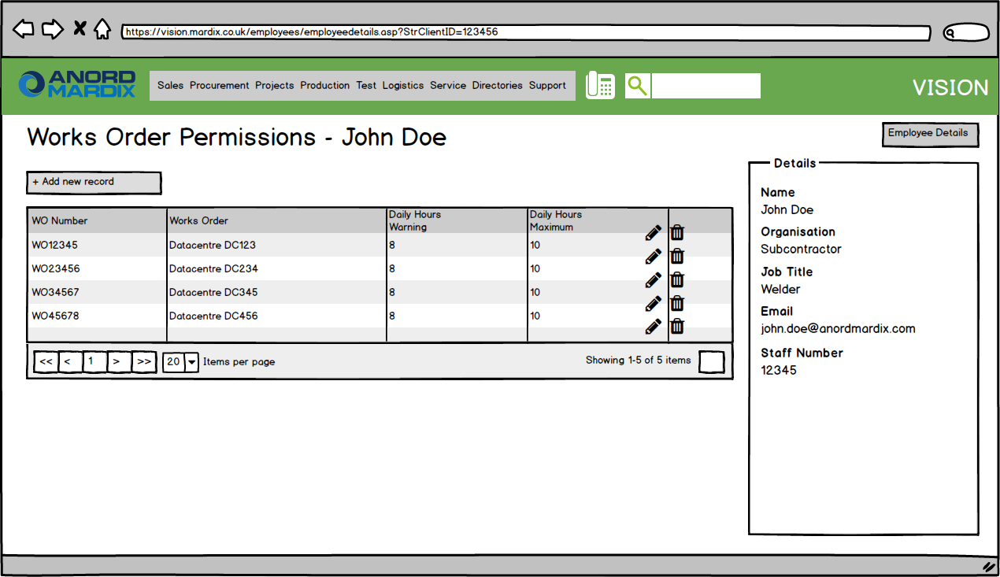 https://vision.mardix.co.uk/employees/employeedetails.asp?StrClientID=123456
ANORD
MARDIX
Sales Procurement Projects Production Test Logistics Service Directories Support
VISION
Works Order Permissions - John Doe
Employee Details
+ Add new record
WO Number Works Order Daily Hours Warning Daily Hours Maximum
WO12345 Datacentre DC123 8 10
WO23456 Datacentre DC234 8 10
WO34567 Datacentre DC345 8 10
WO45678 Datacentre DC456 8 10
<< < 1 > >> 20 Items per page Showing 1-5 of 5 items
Details
Name
John Doe
Organisation
Subcontractor
Job Title
Welder
Email
john.doe@anordmardix.com
Staff Number
12345